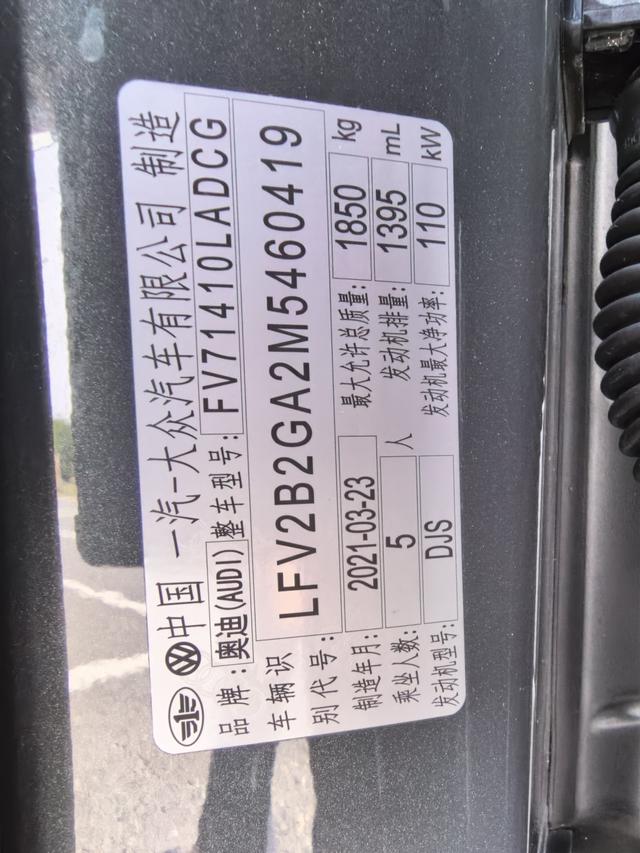 中国 一汽-大众汽车有限公司 制造
品牌:奥迪(AUDI) 整车型号:FV71410LADCG
车辆识别代号: LFV2B2GA2M5460419
制造年月: 2021-03-23 最大允许总质量: 1850 kg
乘坐人数: 5 人 发动机排量: 1395 mL
发动机型号: DJS 发动机最大净功率: 110 kW